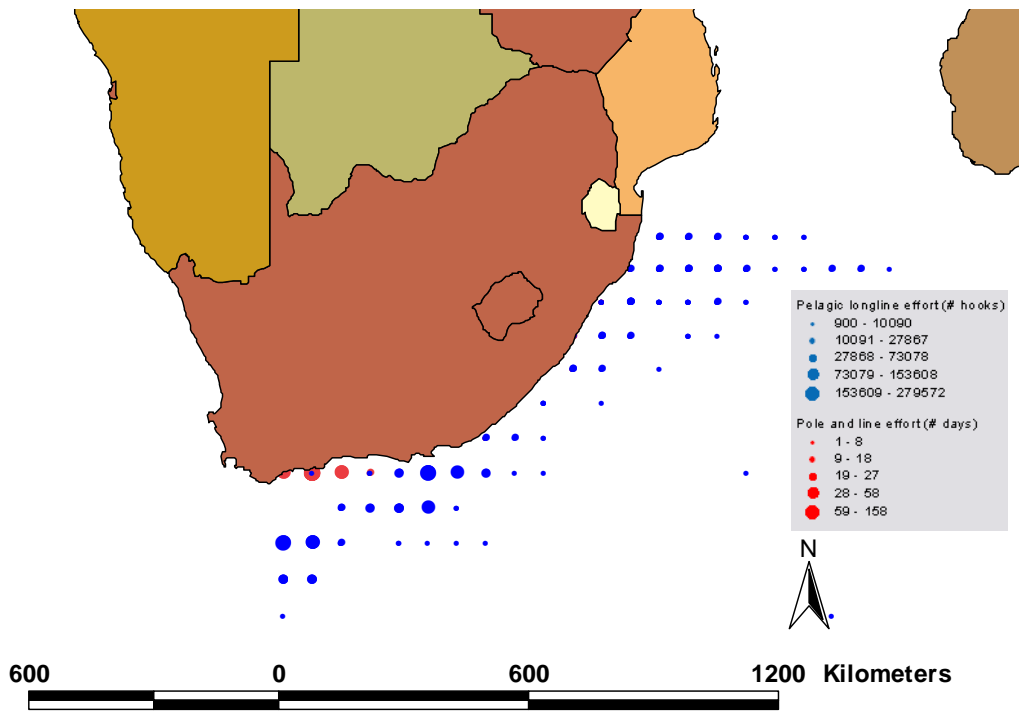 Pelagic longline effort (# hooks)
900 - 10090
10091 - 27867
27868 - 73078
73079 - 153608
153609 - 279572
Pole and line effort (# days)
1 - 8
9 - 18
19 - 27
28 - 58
59 - 158
N
600 0 600 1200 Kilometers